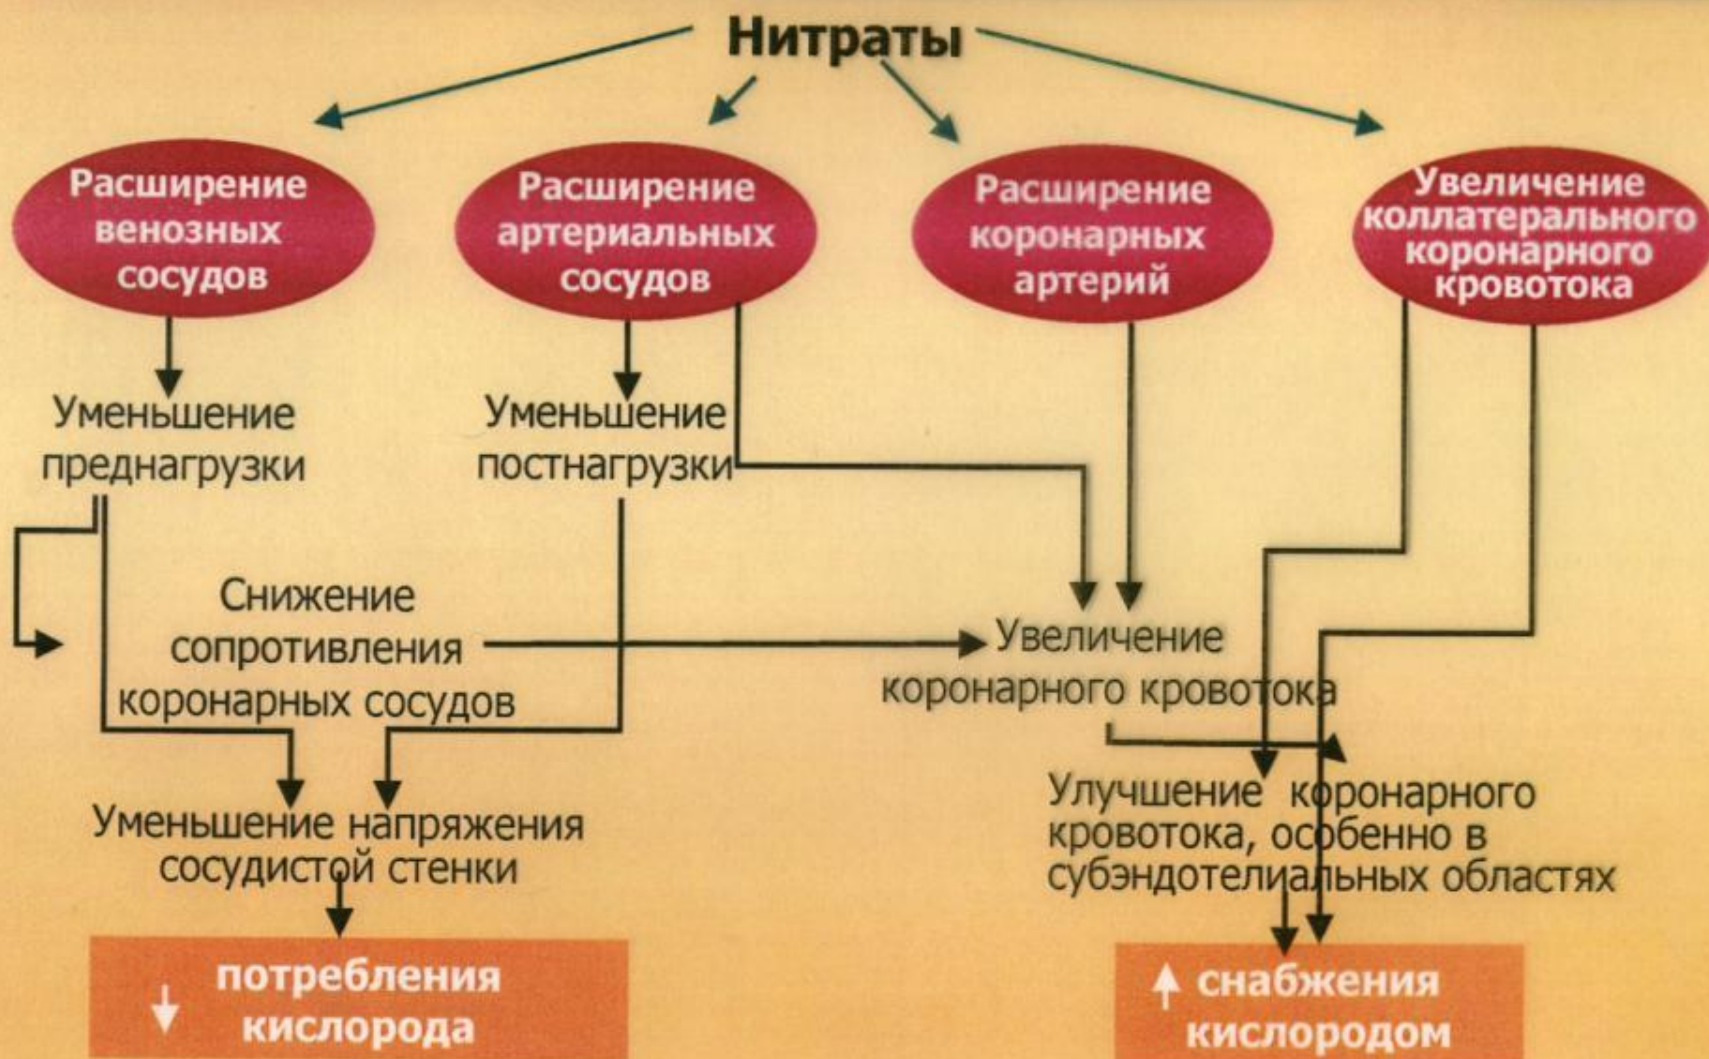 Нитраты
Расширение
венозных
сосудов
Расширение
артериальных
сосудов
Расширение
коронарных
артерий
Увеличение
коллатерального
коронарного
кровотока
Уменьшение
преднагрузки
Уменьшение
постнагрузки
Снижение
сопротивления
коронарных сосудов
Увеличение
коронарного кровотока
Уменьшение напряжения
сосудистой стенки
Улучшение коронарного
кровотока, особенно в
субэндотелиальных областях
↓ потребления
кислорода
↑ снабжения
кислородом